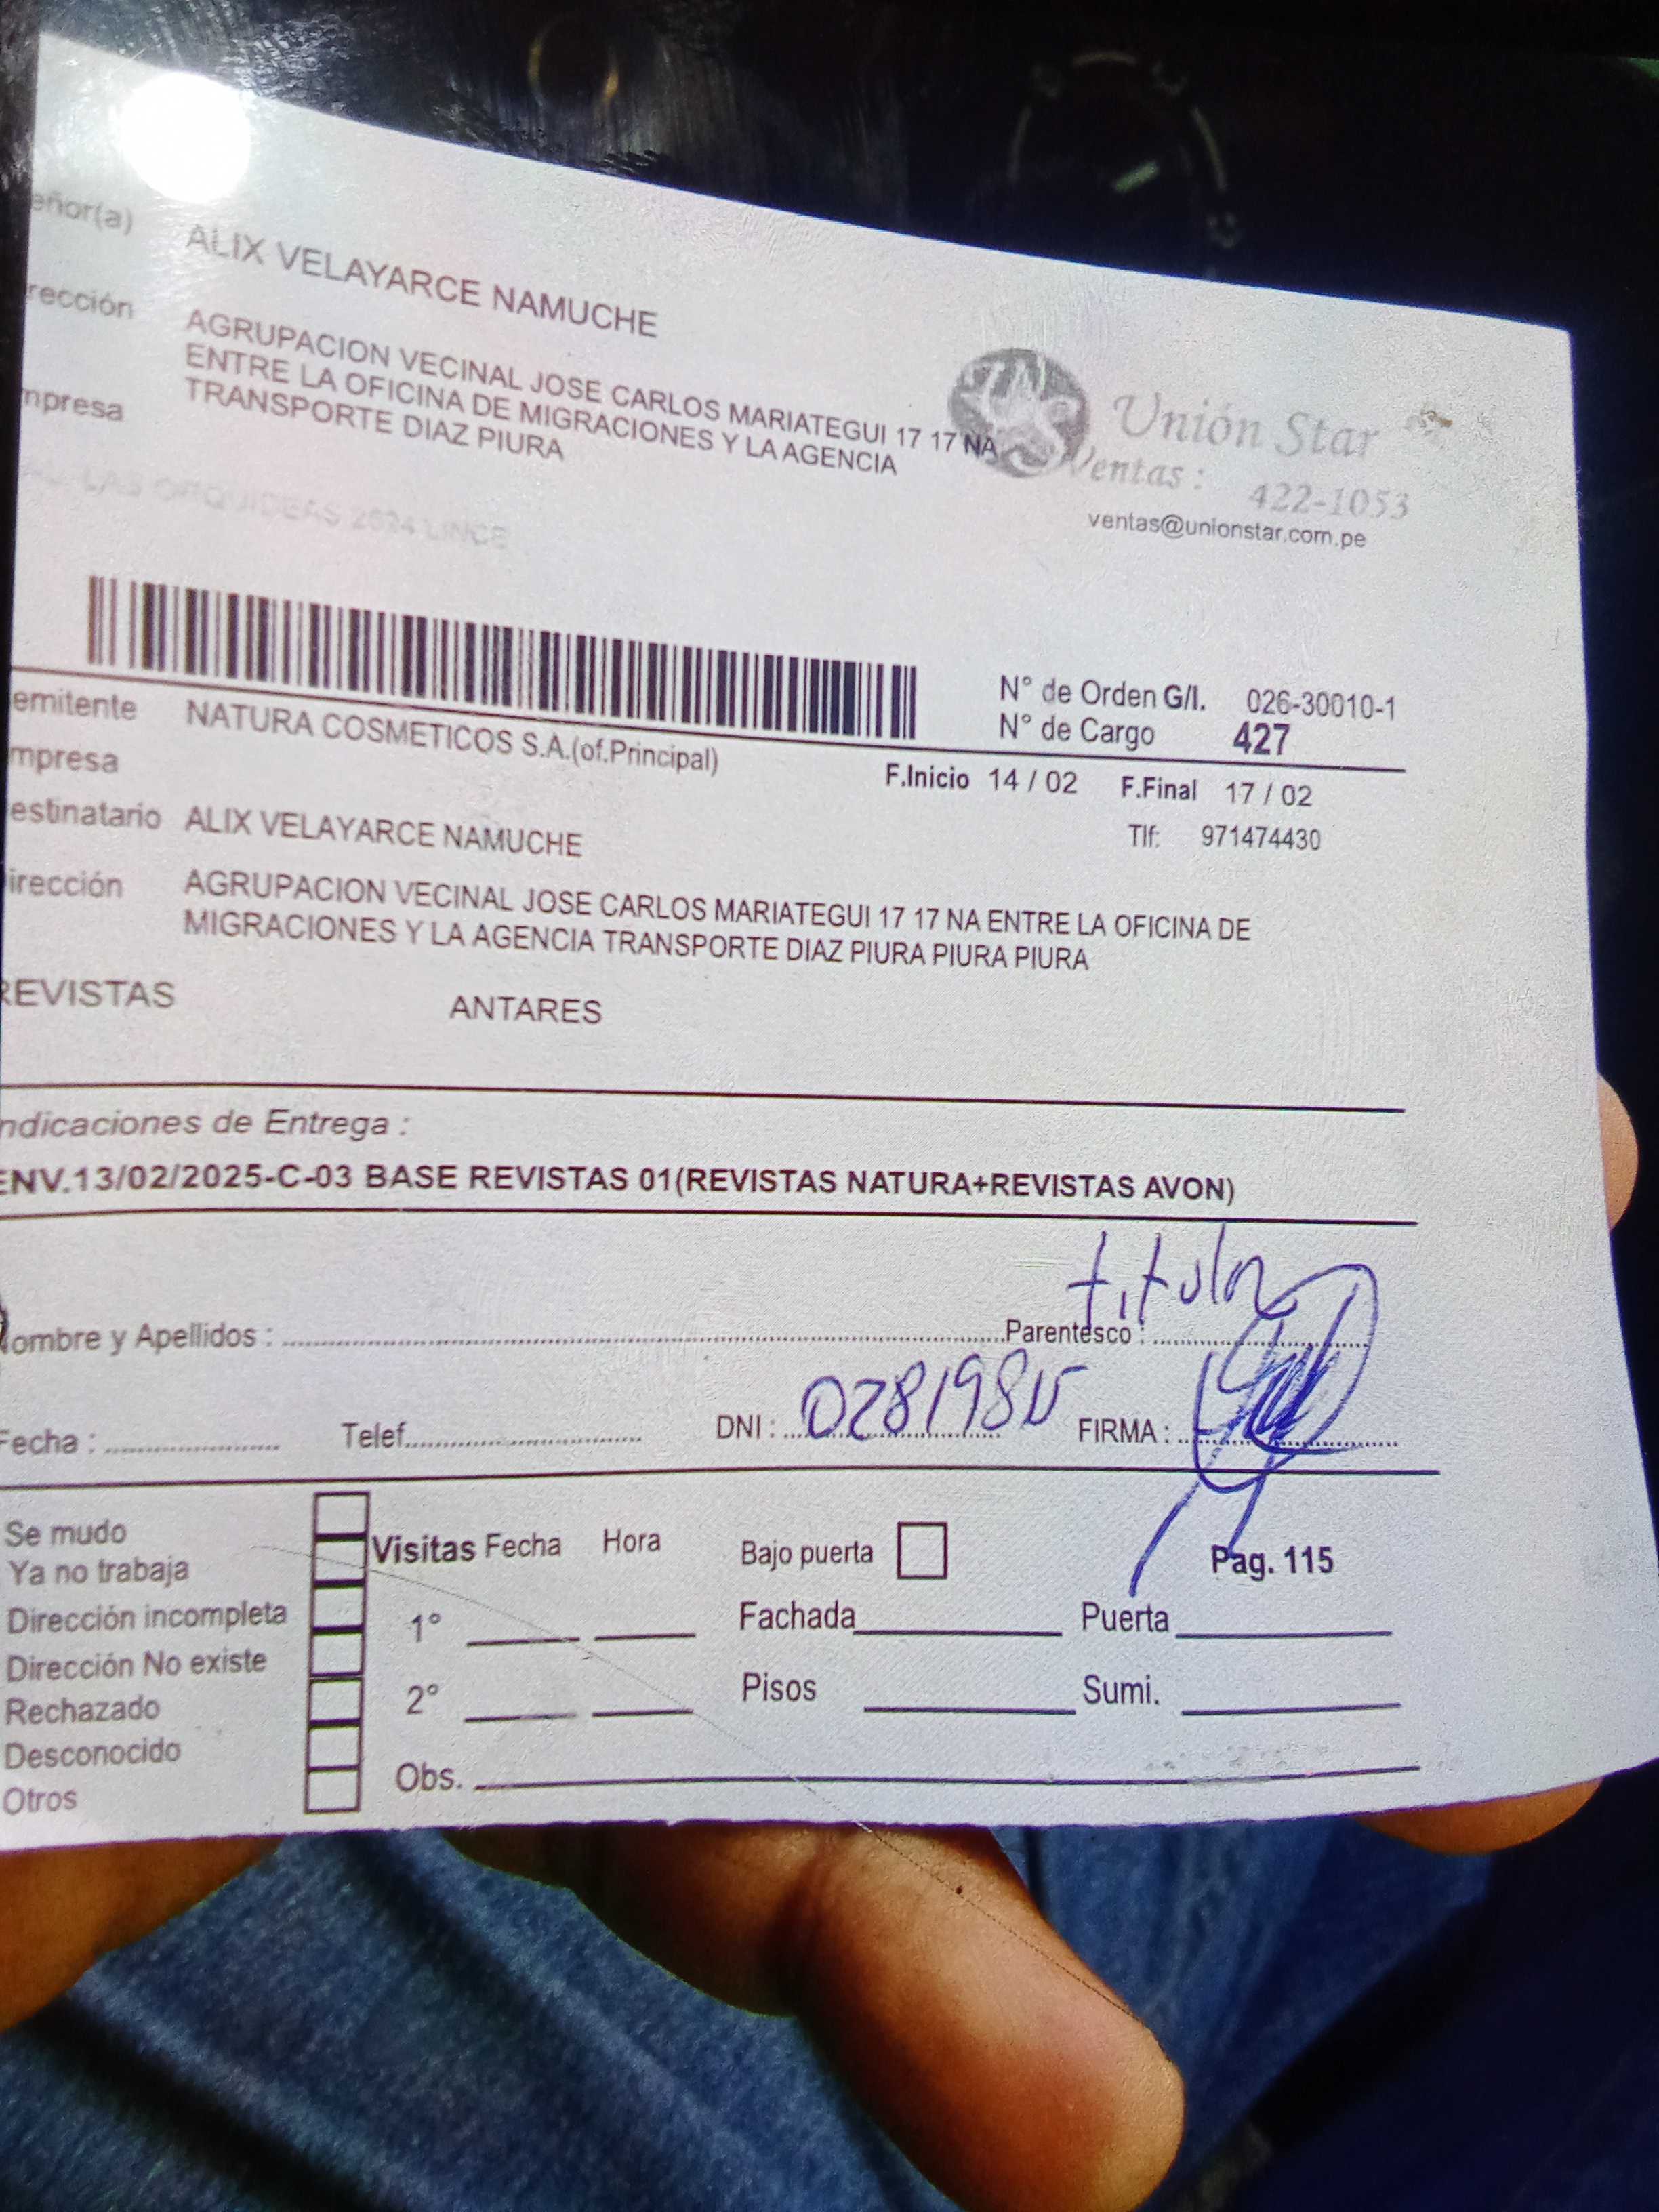 eñor(a) ALIX VELAYARCE NAMUCHE
rección AGRUPACION VECINAL JOSE CARLOS MARIATEGUI 17 17 NA
ENTRE LA OFICINA DE MIGRACIONES Y LA AGENCIA
mpresa TRANSPORTE DIAZ PIURA
LAS ORQUIDEAS LINCE
Unión Star
Ventas : 422-1053
ventas@unionstar.com.pe
N° de Orden G/I. 026-30010-1
N° de Cargo 427
emitente NATURA COSMETICOS S.A.(of.Principal)
mpresa
F.Inicio 14 / 02 F.Final 17 / 02
estinatario ALIX VELAYARCE NAMUCHE Tlf: 971474430
irección AGRUPACION VECINAL JOSE CARLOS MARIATEGUI 17 17 NA ENTRE LA OFICINA DE
MIGRACIONES Y LA AGENCIA TRANSPORTE DIAZ PIURA PIURA PIURA
REVISTAS ANTARES
ndicaciones de Entrega :
ENV.13/02/2025-C-03 BASE REVISTAS 01(REVISTAS NATURA+REVISTAS AVON)
titular
Nombre y Apellidos : Parentesco :
Fecha : Telef. DNI : FIRMA :
Se mudo
Ya no trabaja
Dirección incompleta
Dirección No existe
Rechazado
Desconocido
Otros
Visitas Fecha Hora
1°
2°
Obs.
Bajo puerta Pag. 115
Fachada Puerta
Pisos Sumi.